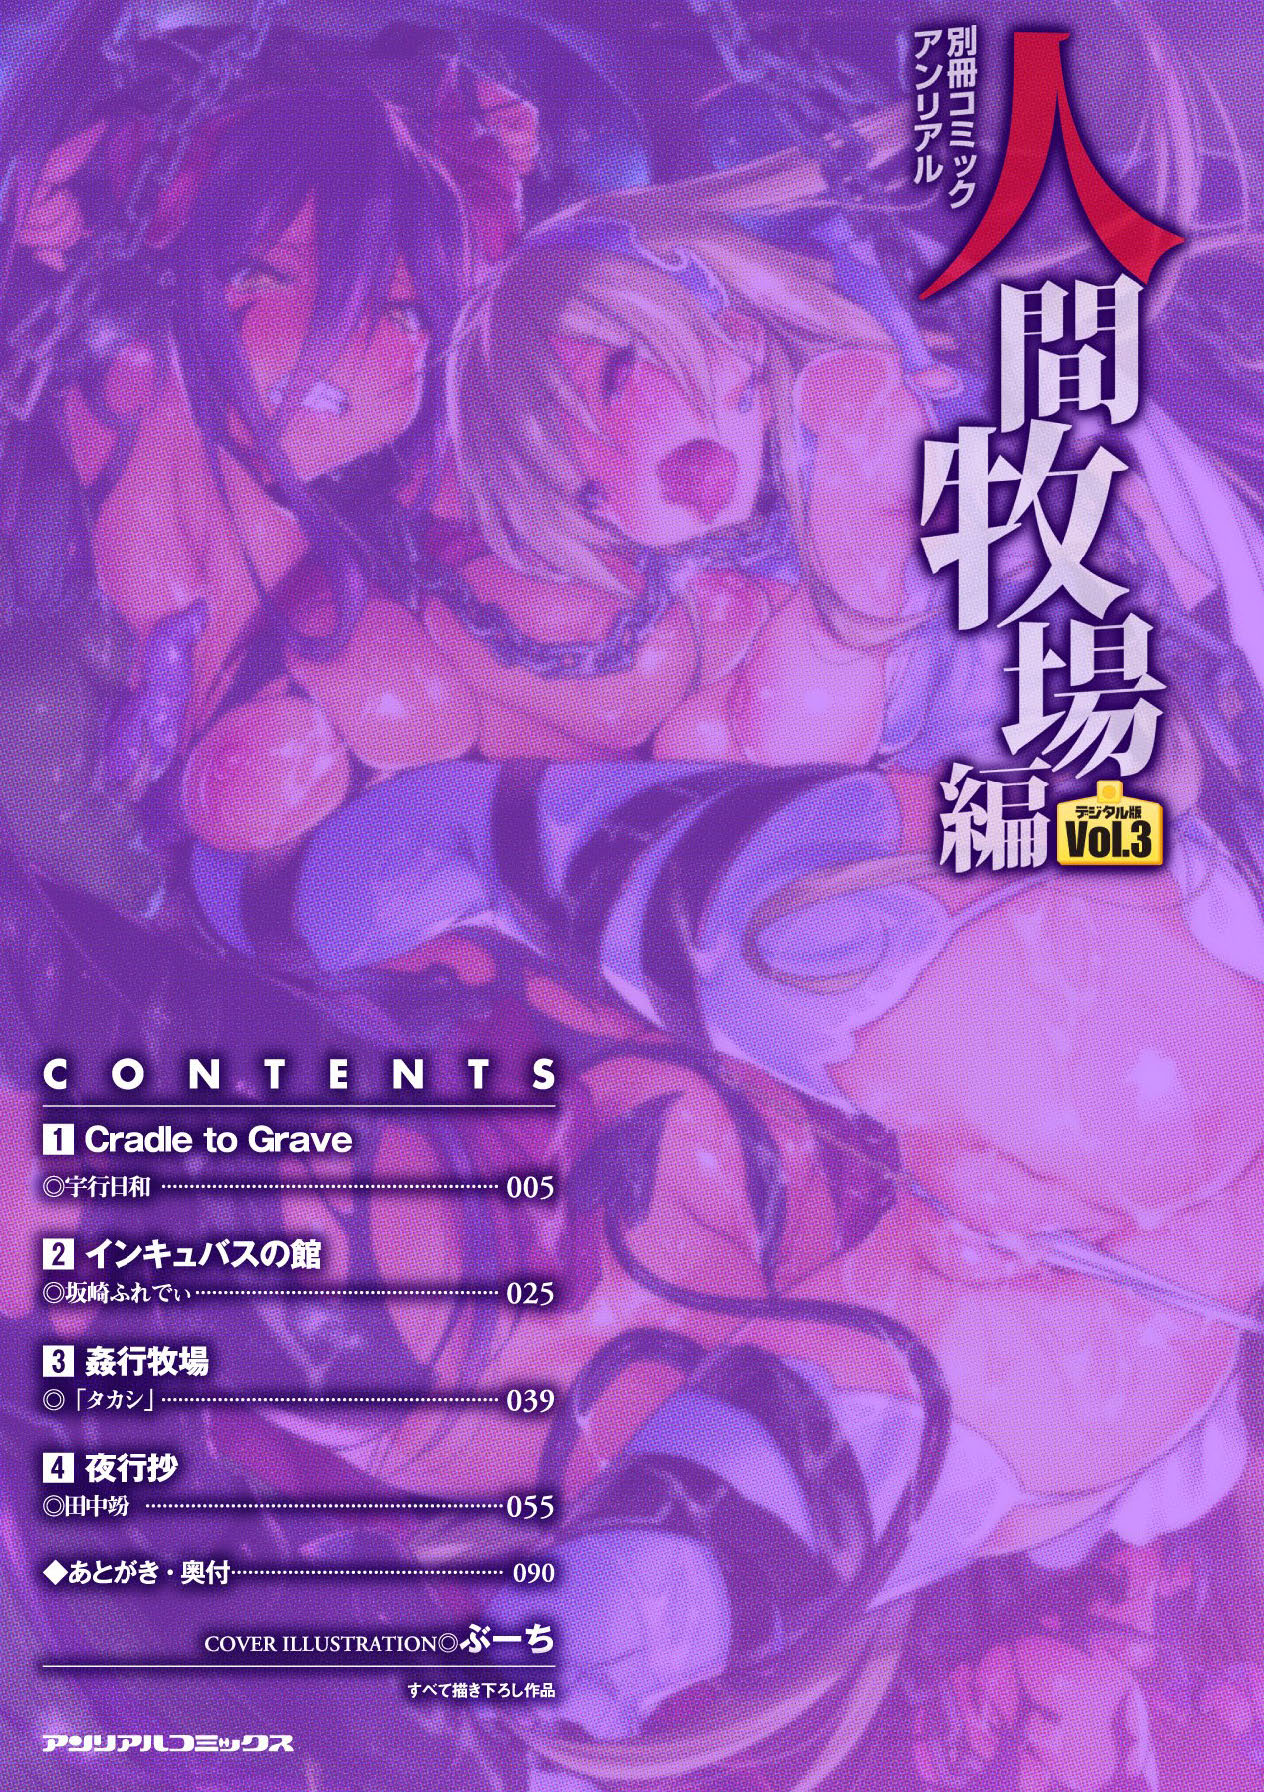 別冊コミック
アンリアル
人間牧場編
デジタル版
Vol.3
CONTENTS
1 Cradle to Grave
◎宇行日和 …… 005
2 インキュバスの館
◎坂崎ふれでぃ …… 025
3 姦行牧場
◎「タカシ」 …… 039
4 夜行抄
◎田中竕 …… 055
◆あとがき・奥付 …… 090
COVER ILLUSTRATION◎ぶーち
すべて描き下ろし作品
アンリアルコミックス